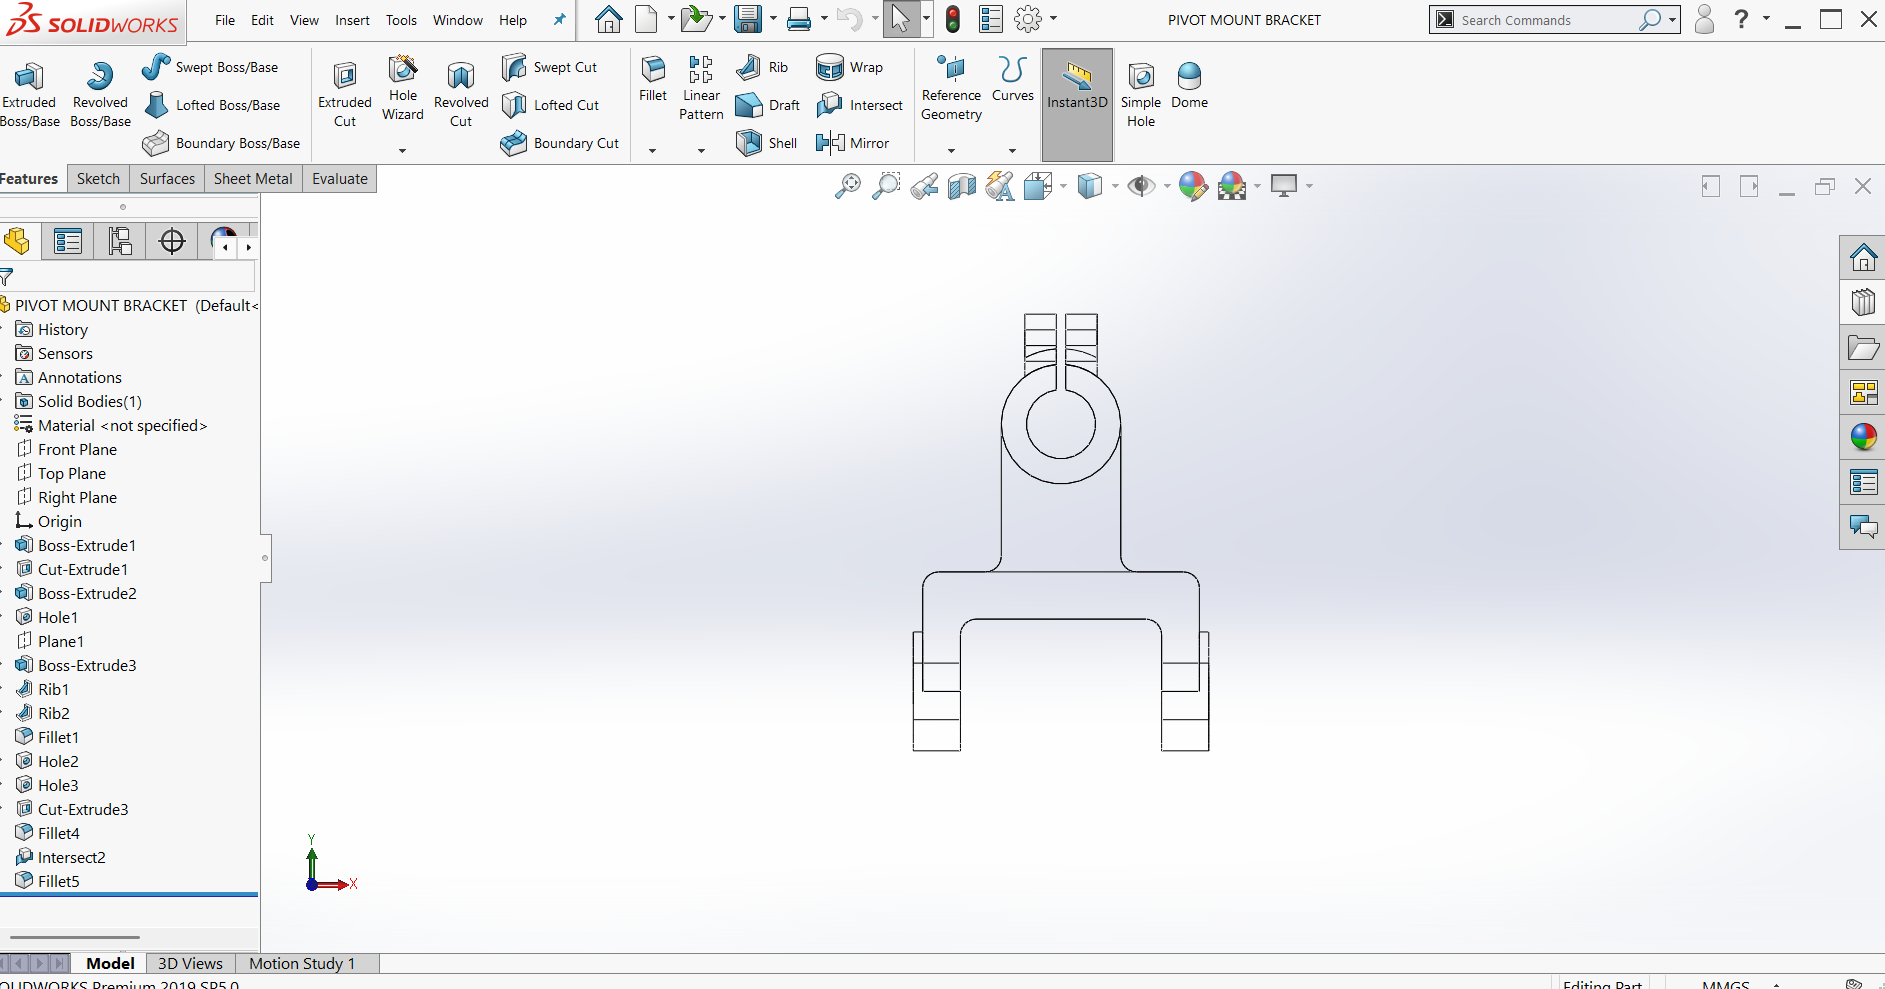 SOLIDWORKS File Edit View Insert Tools Window Help PIVOT MOUNT BRACKET Search Commands ?
Extruded Boss/Base
Revolved Boss/Base
Swept Boss/Base
Lofted Boss/Base
Boundary Boss/Base
Extruded Cut
Hole Wizard
Revolved Cut
Swept Cut
Lofted Cut
Boundary Cut
Fillet
Linear Pattern
Rib
Draft
Shell
Wrap
Intersect
Mirror
Reference Geometry
Curves
Instant3D
Simple Hole
Dome
Features Sketch Surfaces Sheet Metal Evaluate
PIVOT MOUNT BRACKET (Default<
History
Sensors
Annotations
Solid Bodies(1)
Material <not specified>
Front Plane
Top Plane
Right Plane
Origin
Boss-Extrude1
Cut-Extrude1
Boss-Extrude2
Hole1
Plane1
Boss-Extrude3
Rib1
Rib2
Fillet1
Hole2
Hole3
Cut-Extrude3
Fillet4
Intersect2
Fillet5
Y
X
Model 3D Views Motion Study 1
OLIDWORKS Premium 2019 SP5.0 Editing Part MMGS